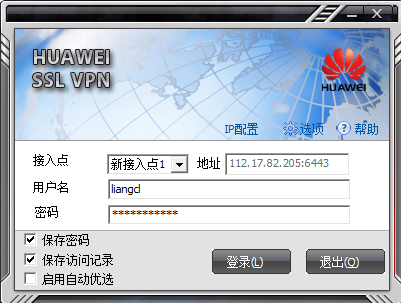 HUAWEI
SSL VPN
HUAWEI
IP配置 选项 ? 帮助
接入点 新接入点1 地址 112.17.82.205:6443
用户名 liangcl
密码 ***********
保存密码
保存访问记录 登录(L) 退出(O)
启用自动优选